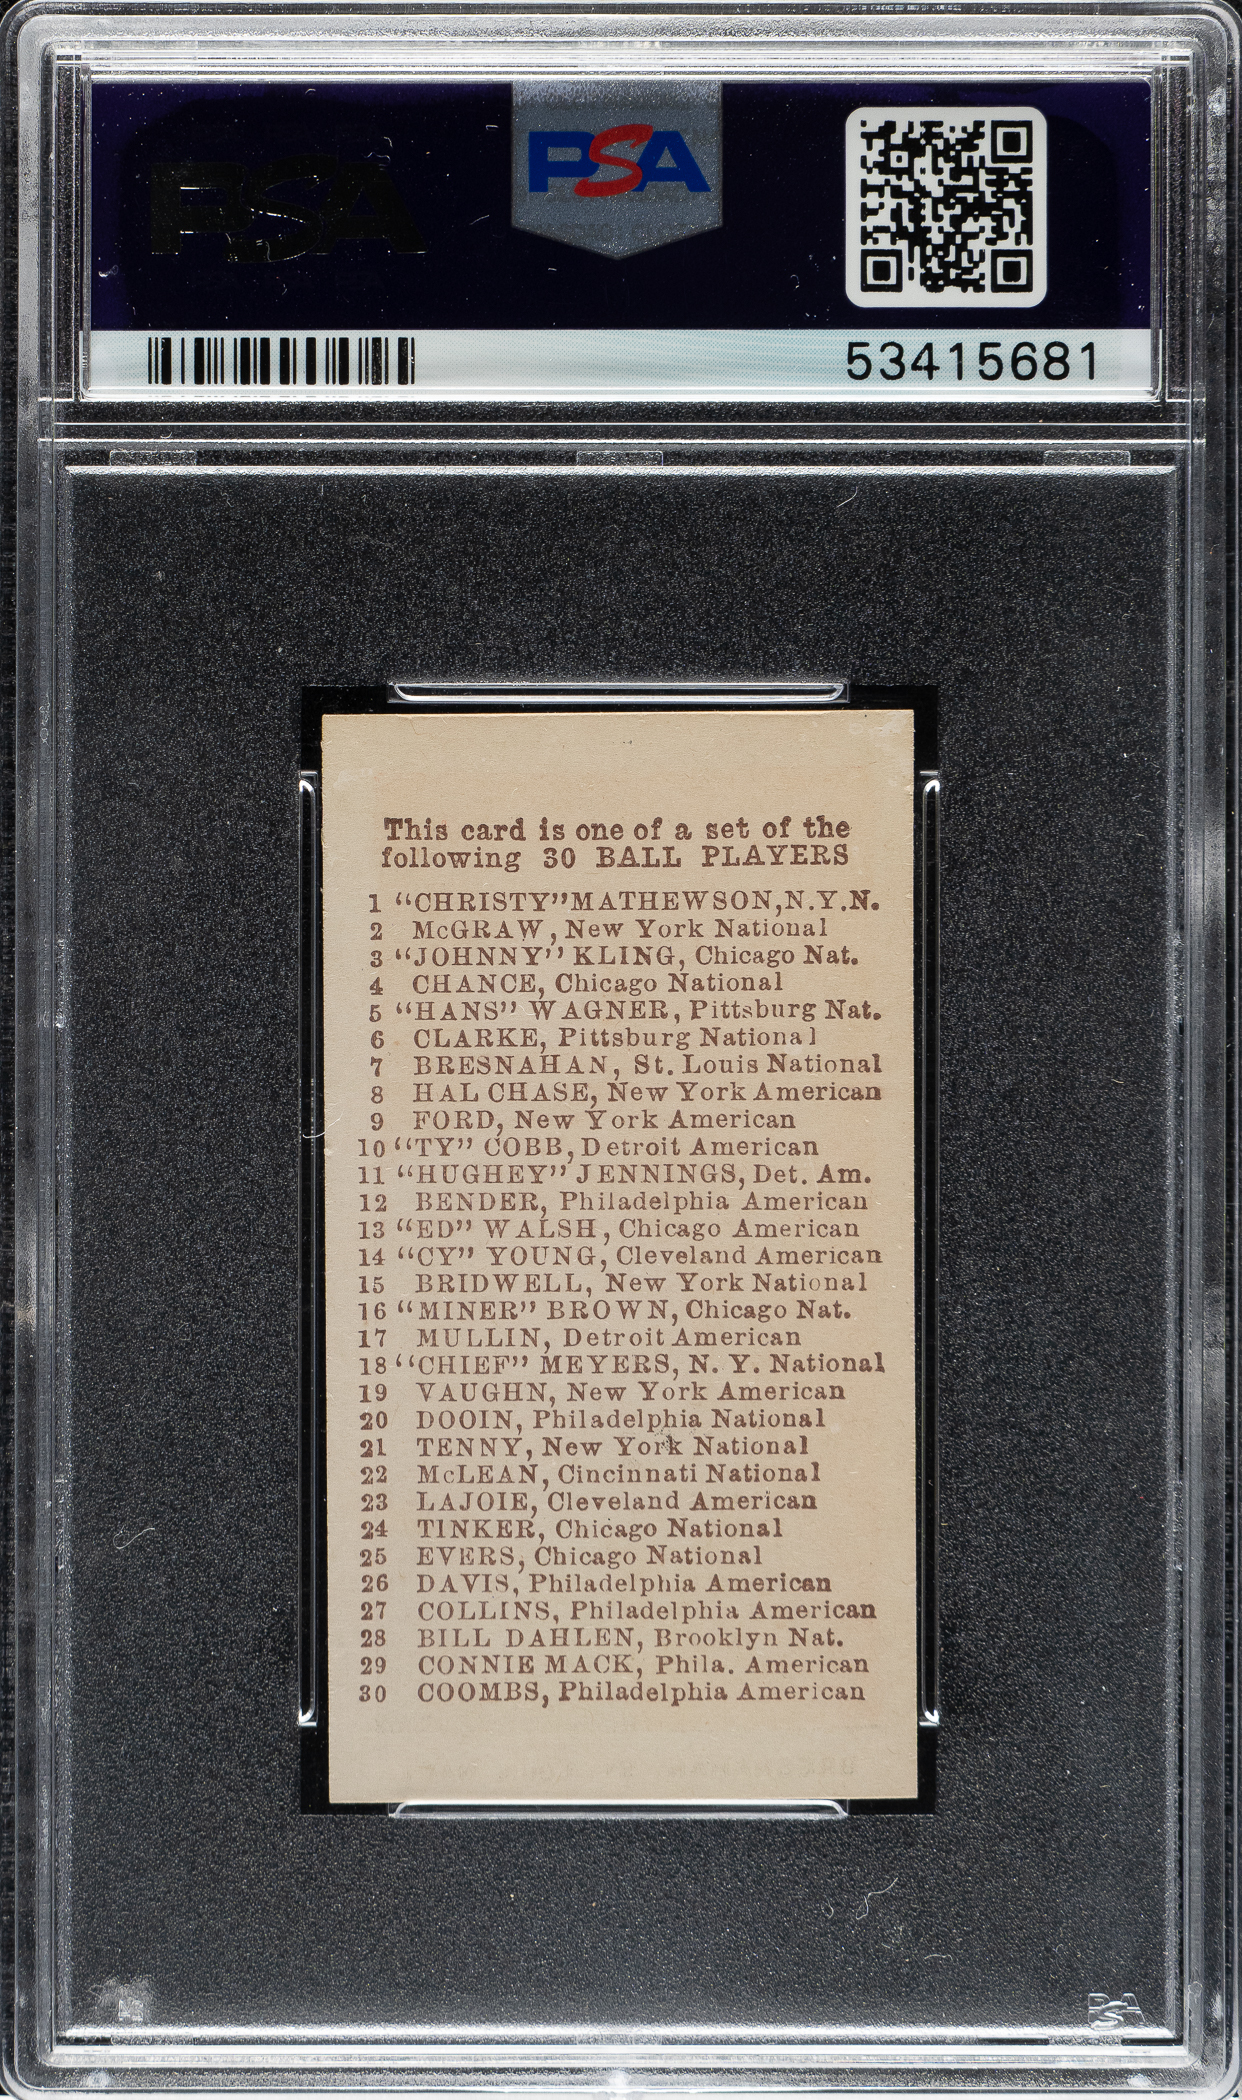 PSA
PSA
53415681
This card is one of a set of the
following 30 BALL PLAYERS
1 "CHRISTY" MATHEWSON, N.Y.N.
2 McGRAW, New York National
3 "JOHNNY" KLING, Chicago Nat.
4 CHANCE, Chicago National
5 "HANS" WAGNER, Pittsburg Nat.
6 CLARKE, Pittsburg National
7 BRESNAHAN, St. Louis National
8 HAL CHASE, New York American
9 FORD, New York American
10 "TY" COBB, Detroit American
11 "HUGHEY" JENNINGS, Det. Am.
12 BENDER, Philadelphia American
13 "ED" WALSH, Chicago American
14 "CY" YOUNG, Cleveland American
15 BRIDWELL, New York National
16 "MINER" BROWN, Chicago Nat.
17 MULLIN, Detroit American
18 "CHIEF" MEYERS, N. Y. National
19 VAUGHN, New York American
20 DOOIN, Philadelphia National
21 TENNY, New York National
22 McLEAN, Cincinnati National
23 LAJOIE, Cleveland American
24 TINKER, Chicago National
25 EVERS, Chicago National
26 DAVIS, Philadelphia American
27 COLLINS, Philadelphia American
28 BILL DAHLEN, Brooklyn Nat.
29 CONNIE MACK, Phila. American
30 COOMBS, Philadelphia American
PSA